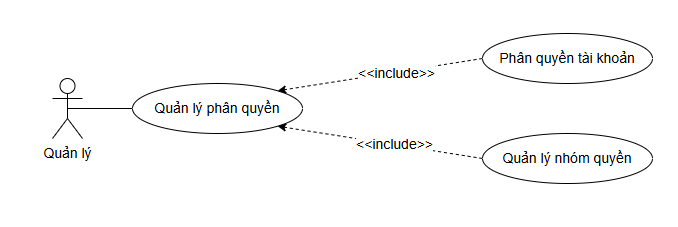 Phân quyền tài khoản
<<include>>
Quản lý phân quyền
<<include>>
Quản lý
Quản lý nhóm quyền